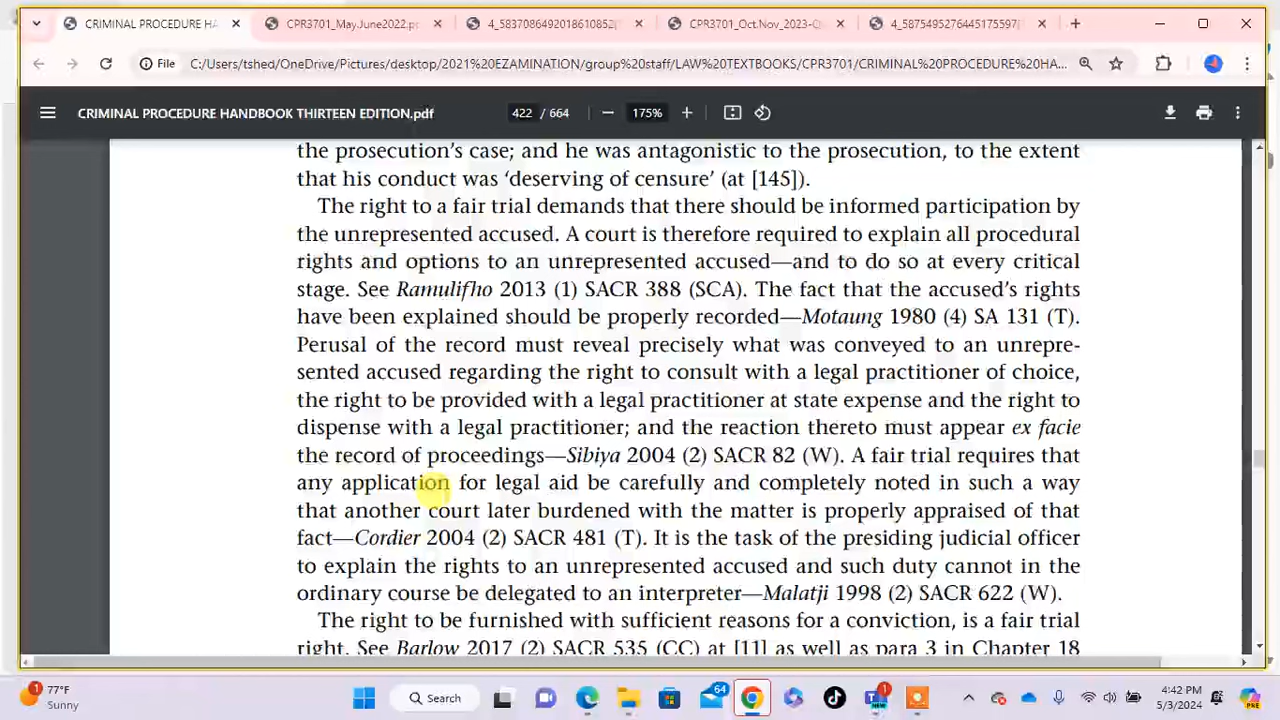 CRIMINAL PROCEDURE HA
CPR3701_May.June2022.p
4_5837086492018610852(
CPR3701_Oct.Nov_2023-Q
4_5875495276445175597(
File
C:/Users/tshed/OneDrive/Pictures/desktop/2021%20EZAMINATION/group%20staff/LAW%20TEXTBOOKS/CPR3701/CRIMINAL%20PROCEDURE%20HA...
CRIMINAL PROCEDURE HANDBOOK THIRTEEN EDITION.pdf
422 / 664
175%
the prosecution's case; and he was antagonistic to the prosecution, to the extent
that his conduct was 'deserving of censure' (at [145]).
The right to a fair trial demands that there should be informed participation by
the unrepresented accused. A court is therefore required to explain all procedural
rights and options to an unrepresented accused—and to do so at every critical
stage. See Ramulifho 2013 (1) SACR 388 (SCA). The fact that the accused's rights
have been explained should be properly recorded—Motaung 1980 (4) SA 131 (T).
Perusal of the record must reveal precisely what was conveyed to an unrepre-
sented accused regarding the right to consult with a legal practitioner of choice,
the right to be provided with a legal practitioner at state expense and the right to
dispense with a legal practitioner; and the reaction thereto must appear ex facie
the record of proceedings—Sibiya 2004 (2) SACR 82 (W). A fair trial requires that
any application for legal aid be carefully and completely noted in such a way
that another court later burdened with the matter is properly appraised of that
fact—Cordier 2004 (2) SACR 481 (T). It is the task of the presiding judicial officer
to explain the rights to an unrepresented accused and such duty cannot in the
ordinary course be delegated to an interpreter—Malatji 1998 (2) SACR 622 (W).
The right to be furnished with sufficient reasons for a conviction, is a fair trial
right. See Barlow 2017 (2) SACR 535 (CC) at [11] as well as para 3 in Chapter 18
1
77°F
Sunny
Search
64
1
NEW
4:42 PM
5/3/2024
PRE